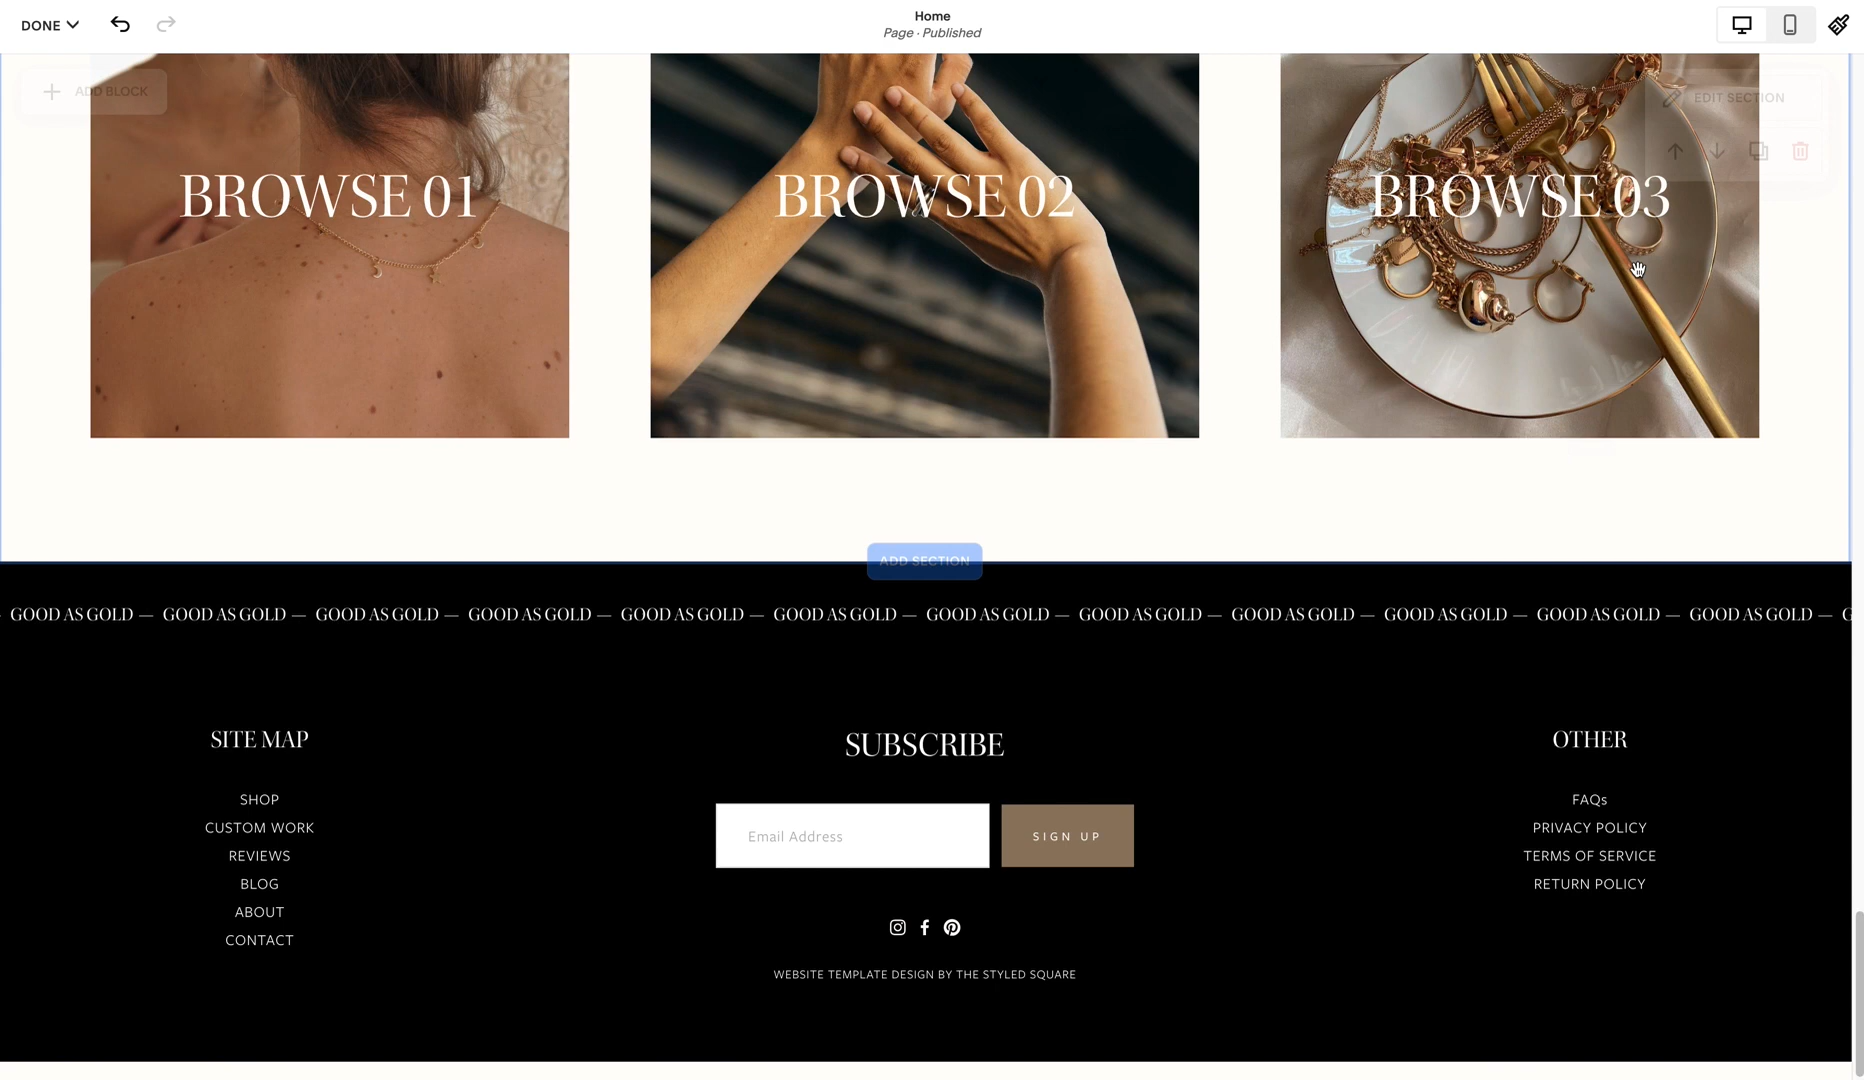 DONE
Home
Page · Published
ADD BLOCK
EDIT SECTION
BROWSE 01
BROWSE 02
BROWSE 03
ADD SECTION
GOOD AS GOLD — GOOD AS GOLD — GOOD AS GOLD — GOOD AS GOLD — GOOD AS GOLD — GOOD AS GOLD — GOOD AS GOLD — GOOD AS GOLD — GOOD AS GOLD — GOOD AS GOLD — GOOD AS GOLD — GOOD AS GOLD — G
SITE MAP
SHOP
CUSTOM WORK
REVIEWS
BLOG
ABOUT
CONTACT
SUBSCRIBE
Email Address
SIGN UP
WEBSITE TEMPLATE DESIGN BY THE STYLED SQUARE
OTHER
FAQs
PRIVACY POLICY
TERMS OF SERVICE
RETURN POLICY